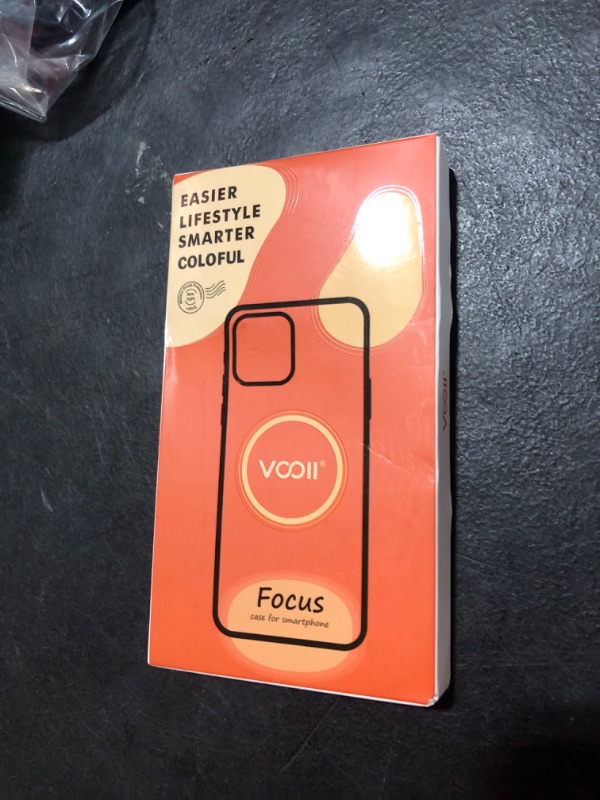 EASIER
LIFESTYLE
SMARTER
COLOFUL
VOOII®
Focus
case for smartphone
VOOII